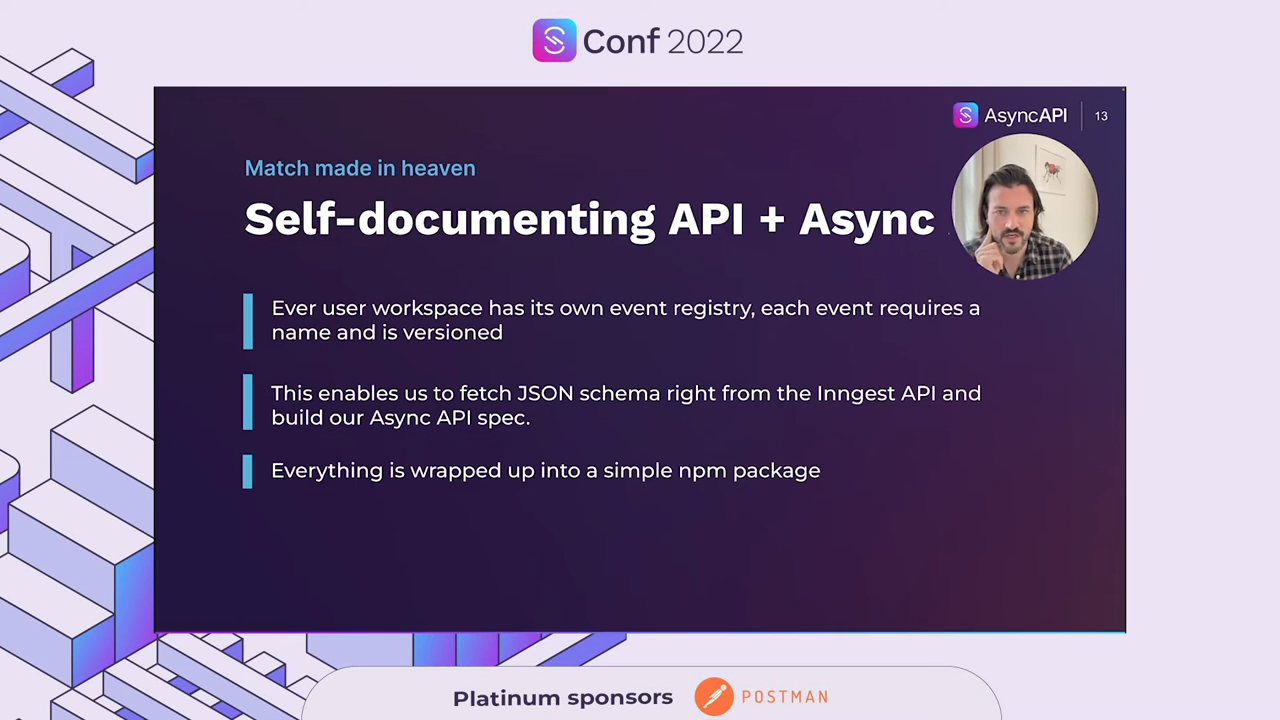 Conf 2022
AsyncAPI 13
Match made in heaven
Self-documenting API + Async
Ever user workspace has its own event registry, each event requires a
name and is versioned
This enables us to fetch JSON schema right from the Inngest API and
build our Async API spec.
Everything is wrapped up into a simple npm package
Platinum sponsors POSTMAN